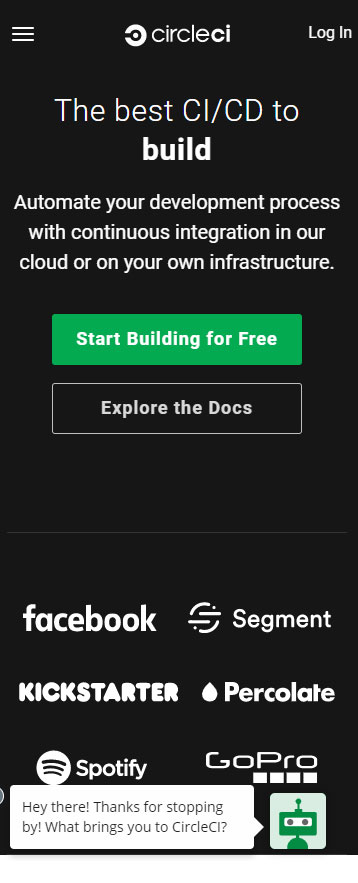 circleci
Log In
The best CI/CD to
build
Automate your development process
with continuous integration in our
cloud or on your own infrastructure.
Start Building for Free
Explore the Docs
facebook
Segment
KICKSTARTER
Percolate
Spotify
GoPro
Hey there! Thanks for stopping
by! What brings you to CircleCI?